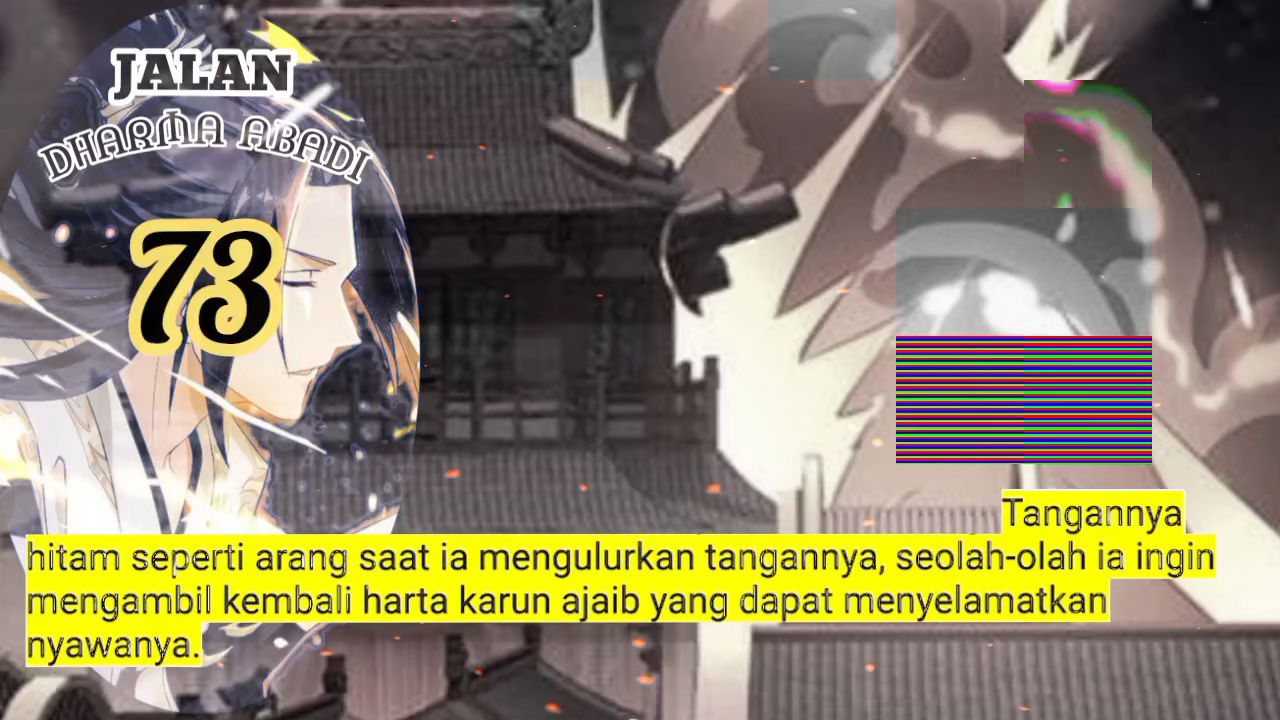 JALAN
DHARMA ABADI
73
Tangannya
hitam seperti arang saat ia mengulurkan tangannya, seolah-olah ia ingin
mengambil kembali harta karun ajaib yang dapat menyelamatkan
nyawanya.